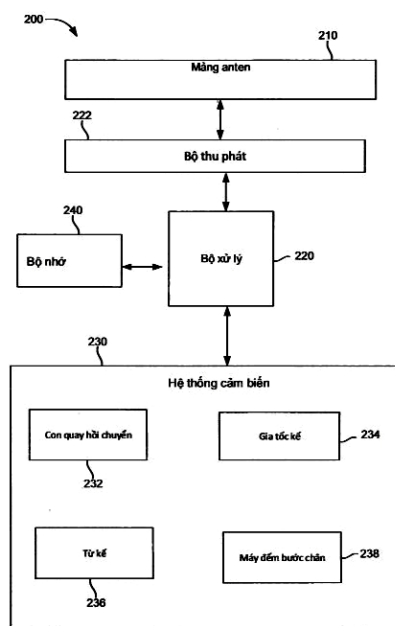 200
210
Mảng anten
222
Bộ thu phát
240
Bộ nhớ
Bộ xử lý
220
230
Hệ thống cảm biến
Con quay hồi chuyển
232
Gia tốc kế
234
Từ kế
236
Máy đếm bước chân
238